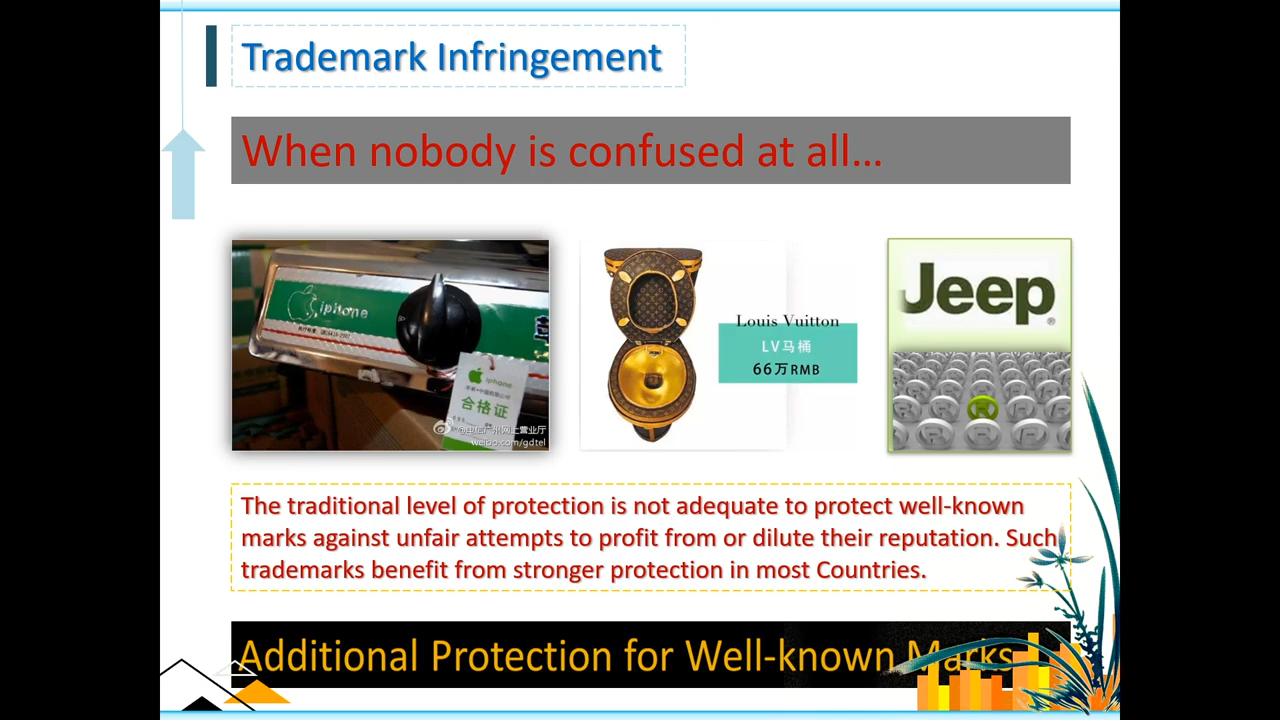 Trademark Infringement
When nobody is confused at all...
iphone
iphone
合格证
weibo.com/gdtel
Louis Vuitton
LV马桶
66万RMB
Jeep
®
R
The traditional level of protection is not adequate to protect well-known
marks against unfair attempts to profit from or dilute their reputation. Such
trademarks benefit from stronger protection in most Countries.
Additional Protection for Well-known Marks